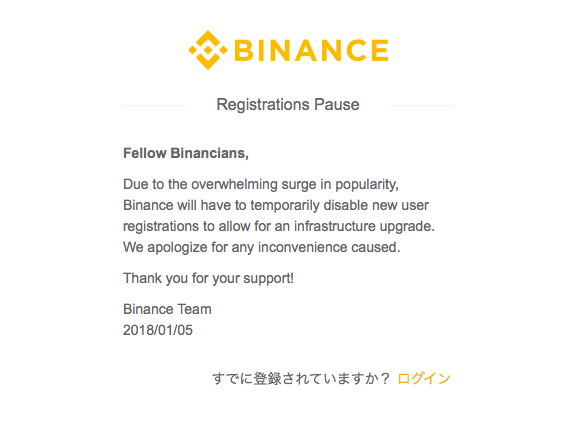 BINANCE
Registrations Pause
Fellow Binancians,
Due to the overwhelming surge in popularity,
Binance will have to temporarily disable new user
registrations to allow for an infrastructure upgrade.
We apologize for any inconvenience caused.
Thank you for your support!
Binance Team
2018/01/05
すでに登録されていますか？ ログイン